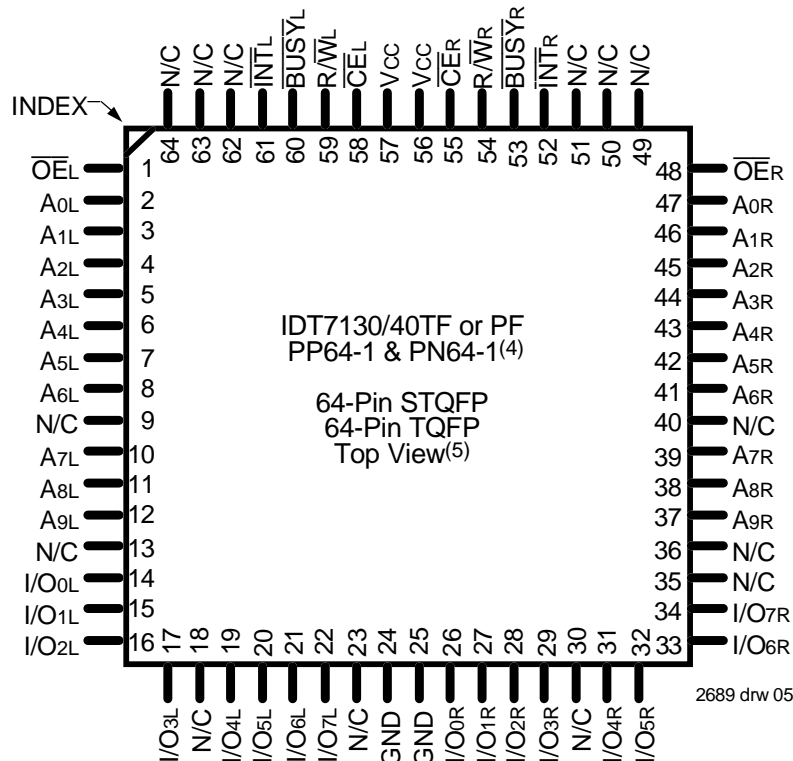 N/C N/C N/C INTL BUSYL R/WL CEL VCC VCC CER R/WR BUSYR INTR N/C N/C N/C
INDEX
64 63 62 61 60 59 58 57 56 55 54 53 52 51 50 49
OEL 1 48 OER
A0L 2 47 A0R
A1L 3 46 A1R
A2L 4 45 A2R
A3L 5 44 A3R
A4L 6 43 A4R
A5L 7 42 A5R
A6L 8 41 A6R
N/C 9 40 N/C
A7L 10 39 A7R
A8L 11 38 A8R
A9L 12 37 A9R
N/C 13 36 N/C
I/O0L 14 35 N/C
I/O1L 15 34 I/O7R
I/O2L 16 33 I/O6R
IDT7130/40TF or PF
PP64-1 & PN64-1(4)
64-Pin STQFP
64-Pin TQFP
Top View(5)
17 18 19 20 21 22 23 24 25 26 27 28 29 30 31 32
I/O3L N/C I/O4L I/O5L I/O6L I/O7L N/C GND GND I/O0R I/O1R I/O2R I/O3R N/C I/O4R I/O5R
2689 drw 05